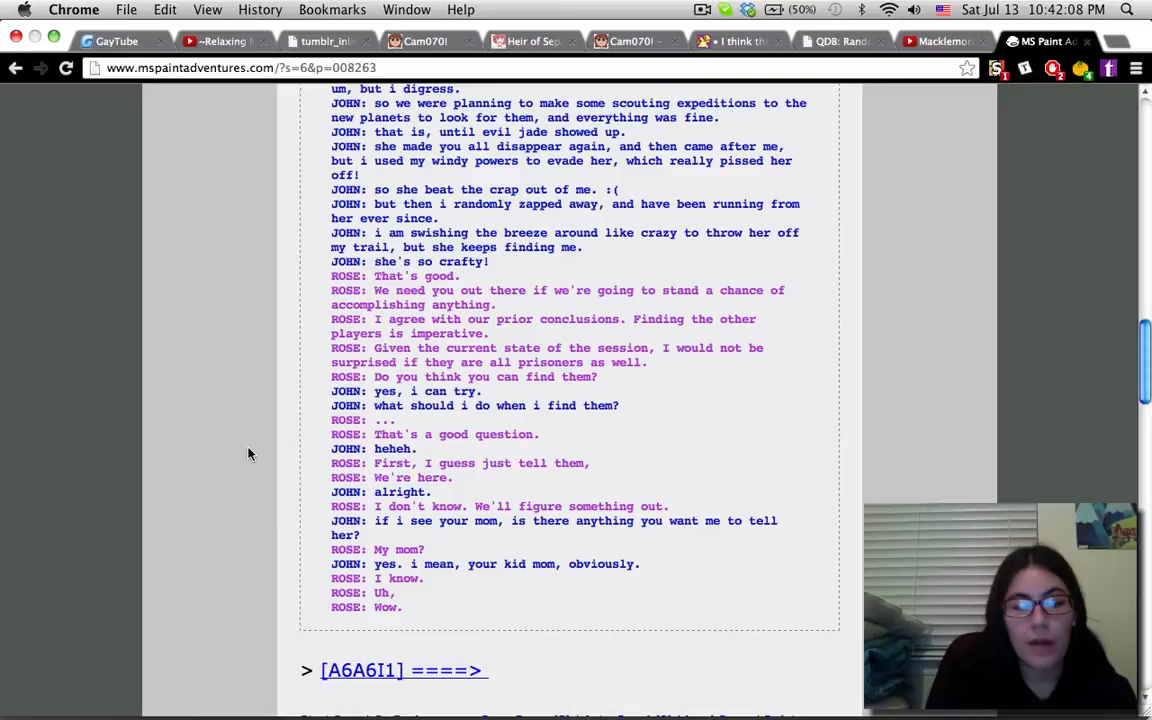 Chrome File Edit View History Bookmarks Window Help (50%) Sat Jul 13 10:42:08 PM
GayTube ~Relaxing tumblr_inli Cam070! Heir of Sep Cam070! – • I think the QDB: Rand Macklemor MS Paint Ad
www.mspaintadventures.com/?s=6&p=008263
um, but i digress.
JOHN: so we were planning to make some scouting expeditions to the
new planets to look for them, and everything was fine.
JOHN: that is, until evil jade showed up.
JOHN: she made you all disappear again, and then came after me,
but i used my windy powers to evade her, which really pissed her
off!
JOHN: so she beat the crap out of me. :(
JOHN: but then i randomly zapped away, and have been running from
her ever since.
JOHN: i am swishing the breeze around like crazy to throw her off
my trail, but she keeps finding me.
JOHN: she's so crafty!
ROSE: That's good.
ROSE: We need you out there if we're going to stand a chance of
accomplishing anything.
ROSE: I agree with our prior conclusions. Finding the other
players is imperative.
ROSE: Given the current state of the session, I would not be
surprised if they are all prisoners as well.
ROSE: Do you think you can find them?
JOHN: yes, i can try.
JOHN: what should i do when i find them?
ROSE: ...
ROSE: That's a good question.
JOHN: heheh.
ROSE: First, I guess just tell them,
ROSE: We're here.
JOHN: alright.
ROSE: I don't know. We'll figure something out.
JOHN: if i see your mom, is there anything you want me to tell
her?
ROSE: My mom?
JOHN: yes. i mean, your kid mom, obviously.
ROSE: I know.
ROSE: Uh,
ROSE: Wow.
> [A6A6I1] ====>